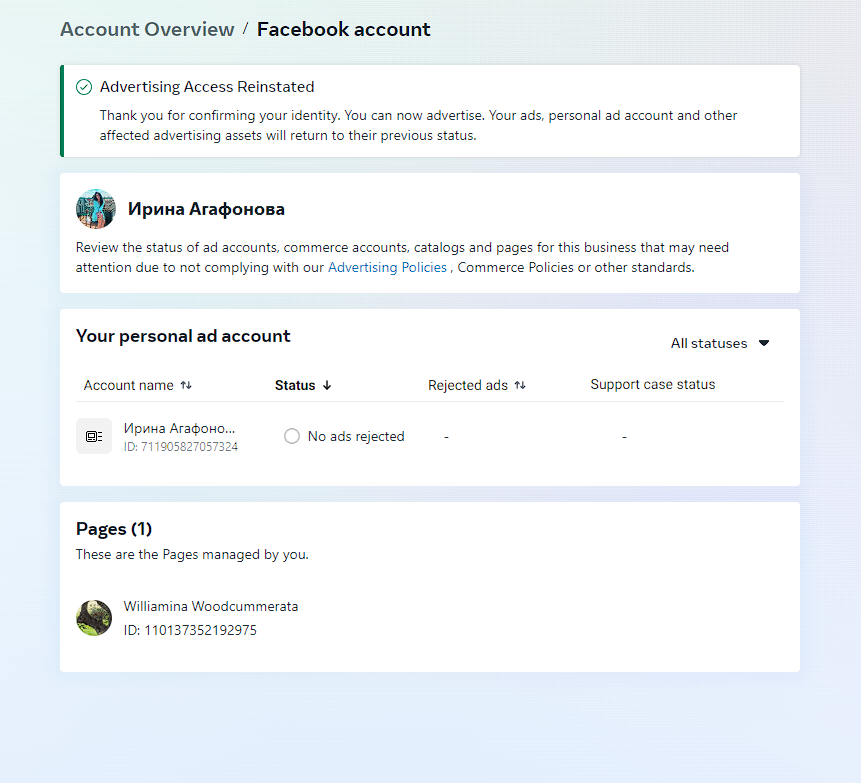 Account Overview / Facebook account
Advertising Access Reinstated
Thank you for confirming your identity. You can now advertise. Your ads, personal ad account and other
affected advertising assets will return to their previous status.
Ирина Агафонова
Review the status of ad accounts, commerce accounts, catalogs and pages for this business that may need
attention due to not complying with our Advertising Policies , Commerce Policies or other standards.
Your personal ad account
All statuses
Account name Status Rejected ads Support case status
Ирина Агафоно... No ads rejected - -
ID: 711905827057324
Pages (1)
These are the Pages managed by you.
Williamina Woodcummerata
ID: 110137352192975